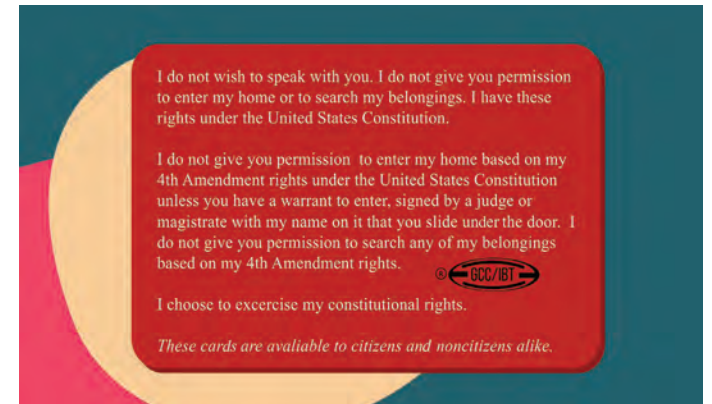 I do not wish to speak with you. I do not give you permission
to enter my home or to search my belongings. I have these
rights under the United States Constitution.
I do not give you permission to enter my home based on my
4th Amendment rights under the United States Constitution
unless you have a warrant to enter, signed by a judge or
magistrate with my name on it that you slide under the door. I
do not give you permission to search any of my belongings
based on my 4th Amendment rights.
® GCC/IBT
I choose to excercise my constitutional rights.
These cards are avaliable to citizens and noncitizens alike.